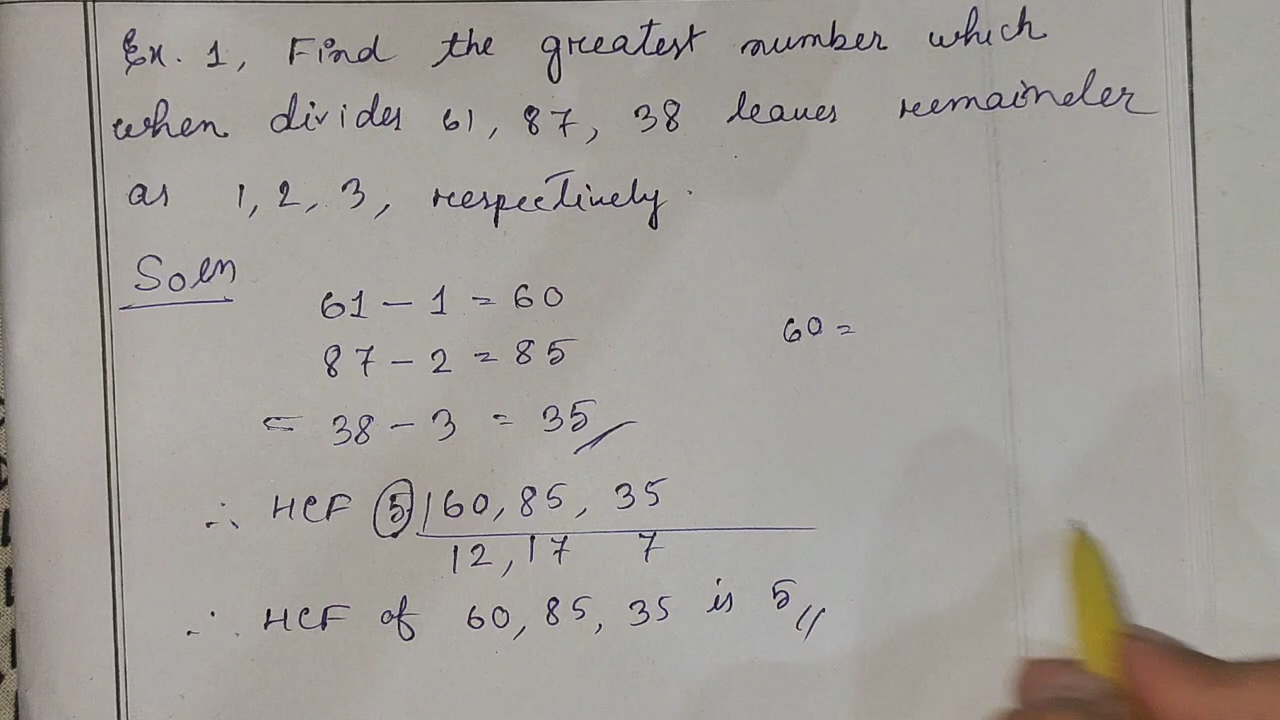 Ex. 1, Find the greatest number which
when divides 61, 87, 38 leaves remainder
as 1, 2, 3, respectively.
Soln
61 - 1 = 60
60 =
87 - 2 = 85
= 38 - 3 = 35
∴ HCF 5 | 60, 85, 35
12, 17 7
∴ HCF of 60, 85, 35 is 5 //